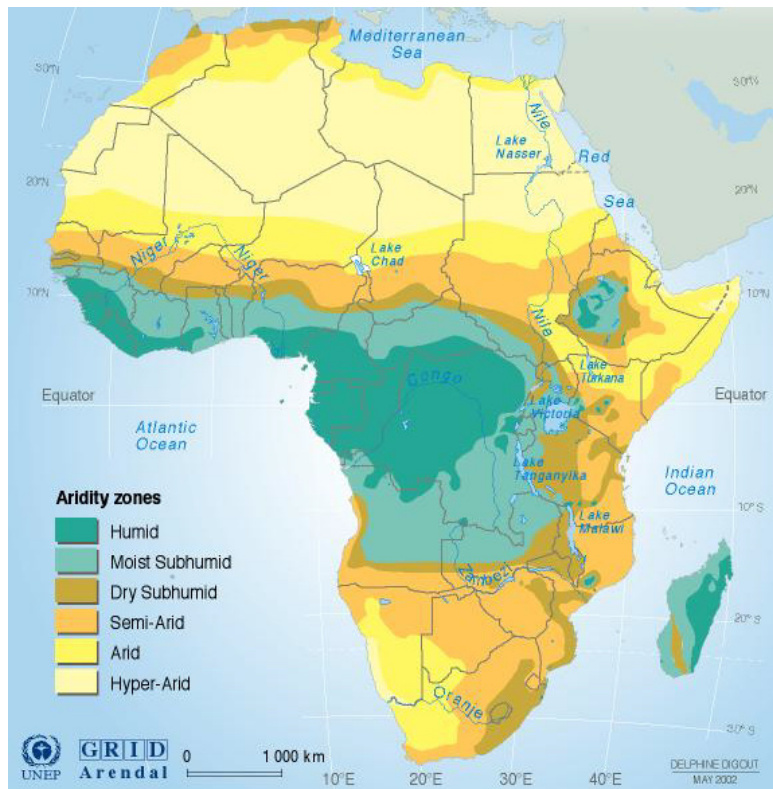 Mediterranean
Sea
30°N
30°N
Nile
Lake
Nasser
Red
Sea
20°N
20°N
Niger
Niger
Lake
Chad
10°N
10°N
Nile
Lake
Turkana
Congo
Equator
Equator
Lake
Victoria
Atlantic
Ocean
Lake
Tanganyika
Indian
Ocean
10°S
Lake
Malawi
Zambezi
20°S
Oranje
30°S
Aridity zones
Humid
Moist Subhumid
Dry Subhumid
Semi-Arid
Arid
Hyper-Arid
UNEP
GRID
Arendal
0 1 000 km
10°E 20°E 30°E 40°E
DELPHINE DIGOUT
MAY 2002